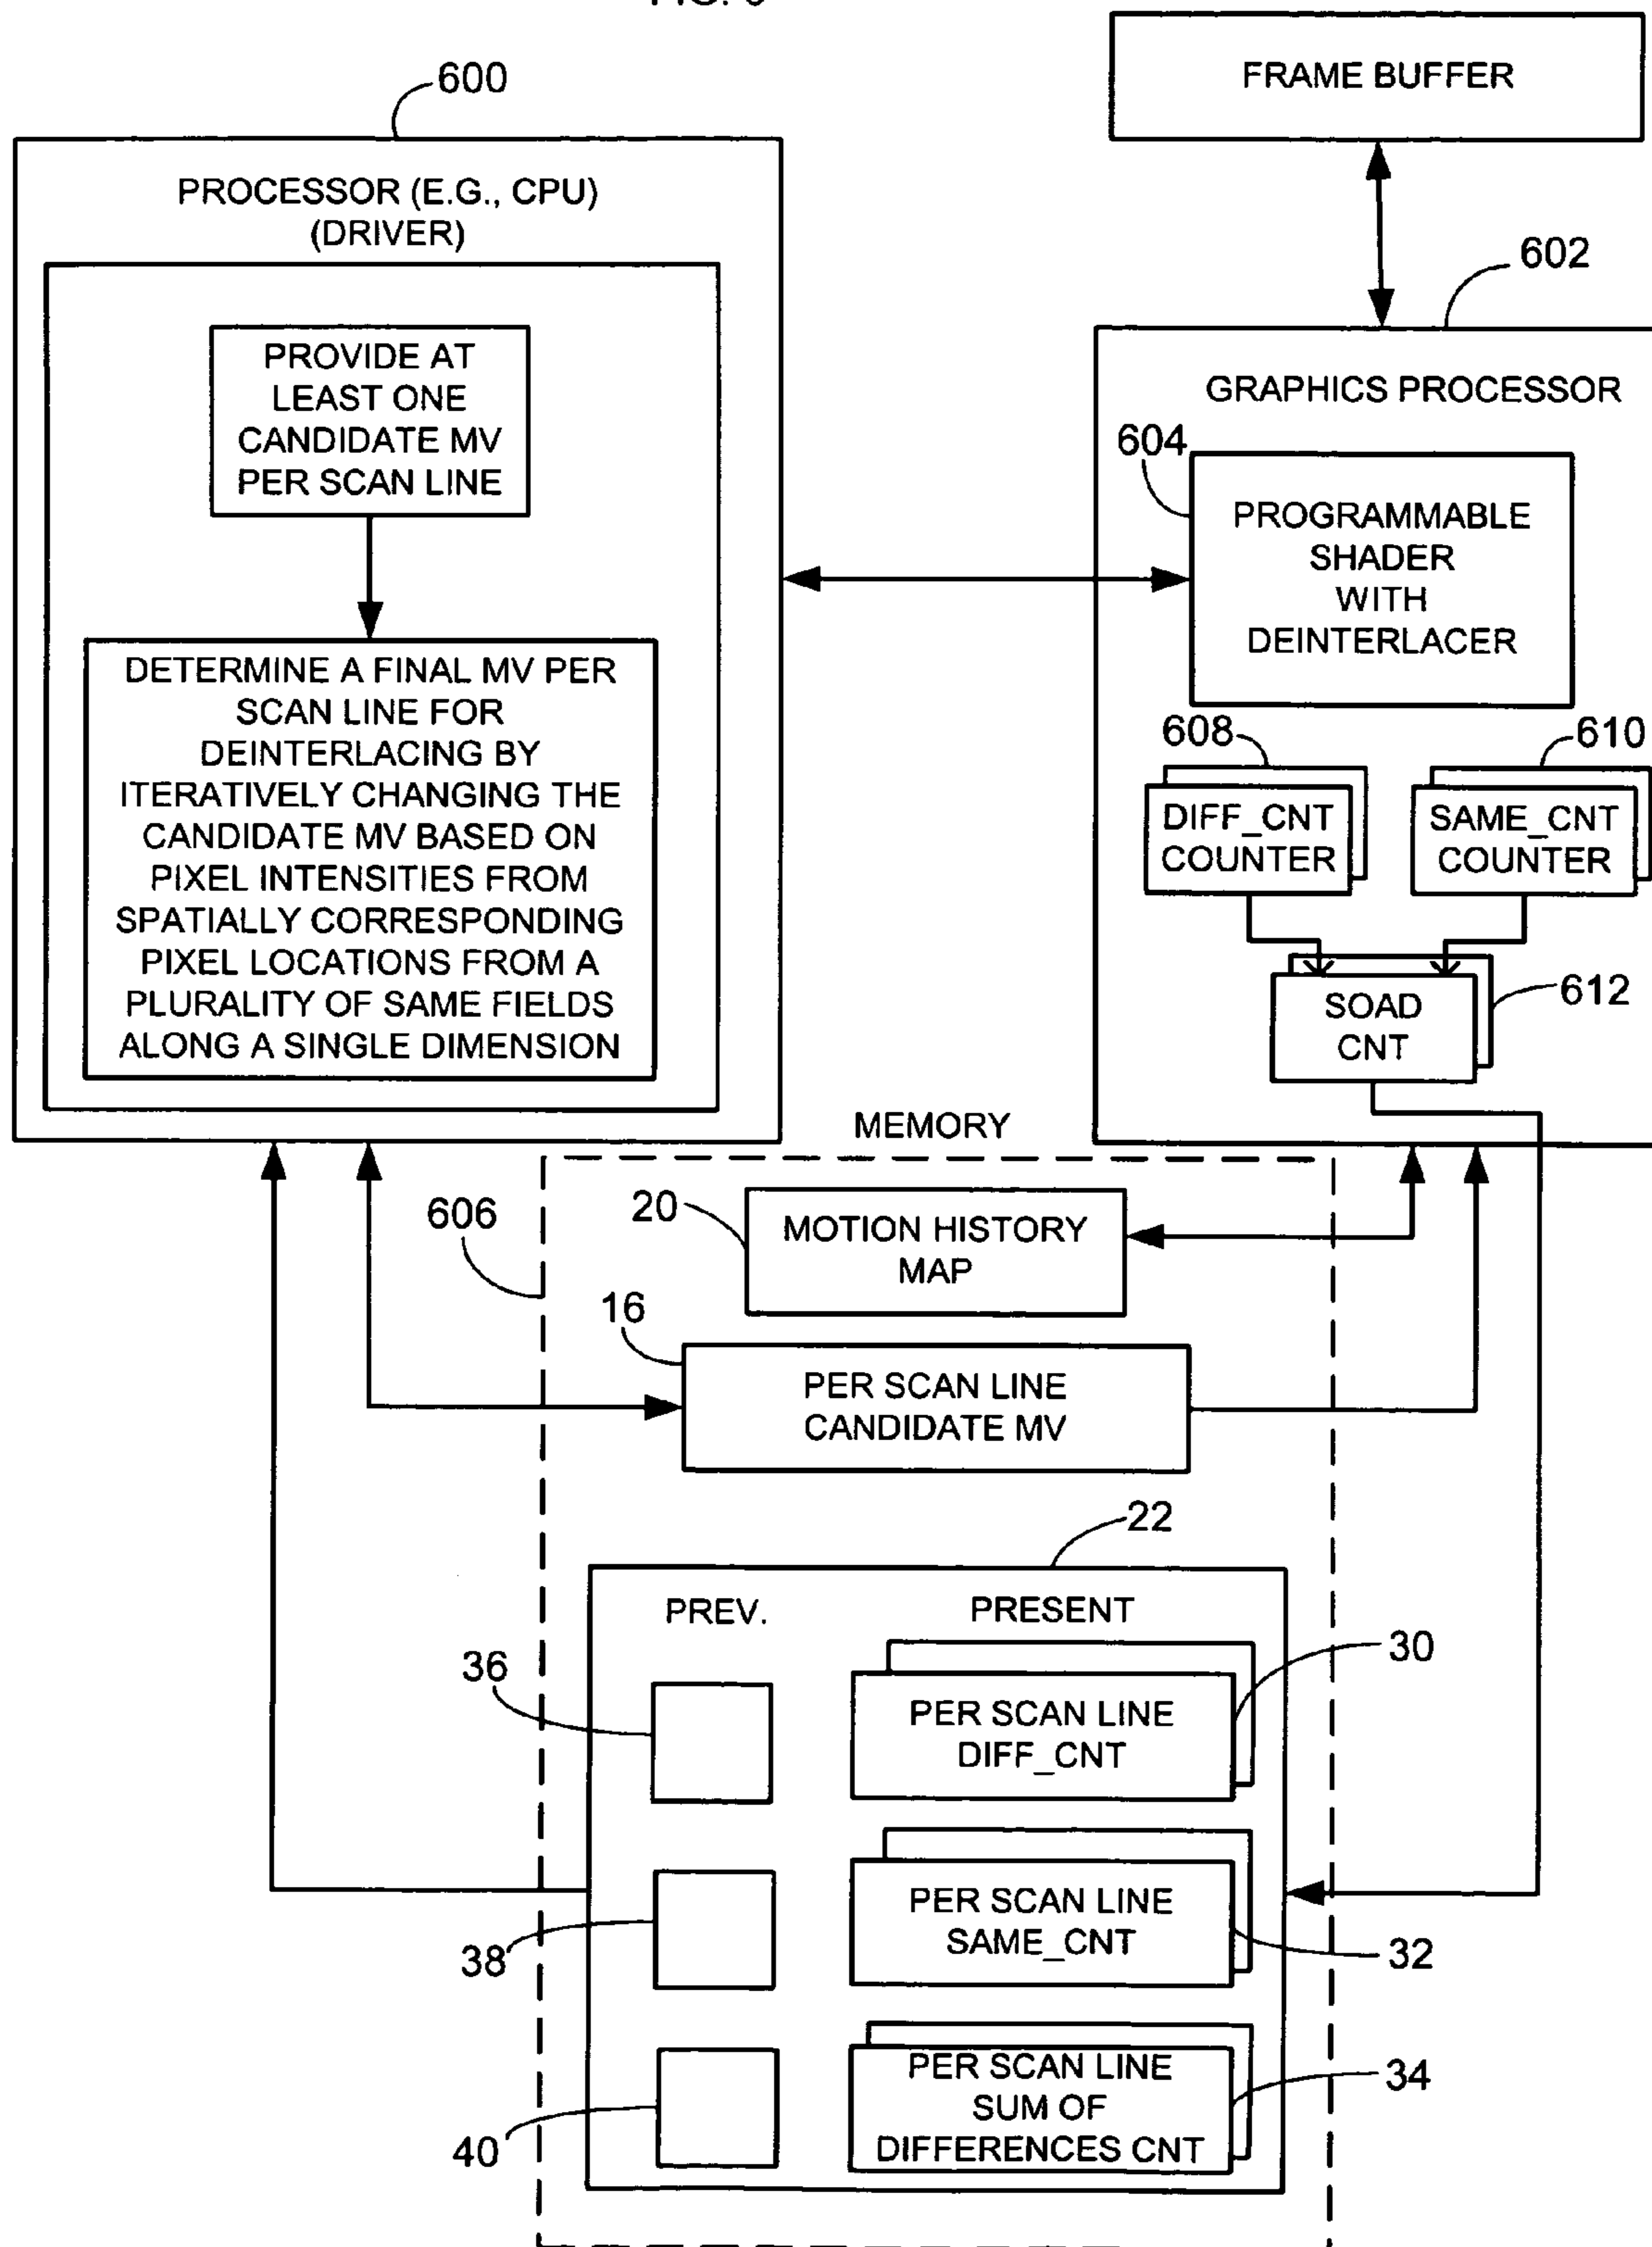 600
FRAME BUFFER
PROCESSOR (E.G., CPU)
(DRIVER)
602
PROVIDE AT
LEAST ONE
CANDIDATE MV
PER SCAN LINE
GRAPHICS PROCESSOR
604
PROGRAMMABLE
SHADER
WITH
DEINTERLACER
DETERMINE A FINAL MV PER
SCAN LINE FOR
DEINTERLACING BY
ITERATIVELY CHANGING THE
CANDIDATE MV BASED ON
PIXEL INTENSITIES FROM
SPATIALLY CORRESPONDING
PIXEL LOCATIONS FROM A
PLURALITY OF SAME FIELDS
ALONG A SINGLE DIMENSION
608
610
DIFF_CNT
COUNTER
SAME_CNT
COUNTER
612
SOAD
CNT
MEMORY
606
20
MOTION HISTORY
MAP
16
PER SCAN LINE
CANDIDATE MV
22
PREV.
PRESENT
36
30
PER SCAN LINE
DIFF_CNT
38
PER SCAN LINE
SAME_CNT
32
40
PER SCAN LINE
SUM OF
DIFFERENCES CNT
34